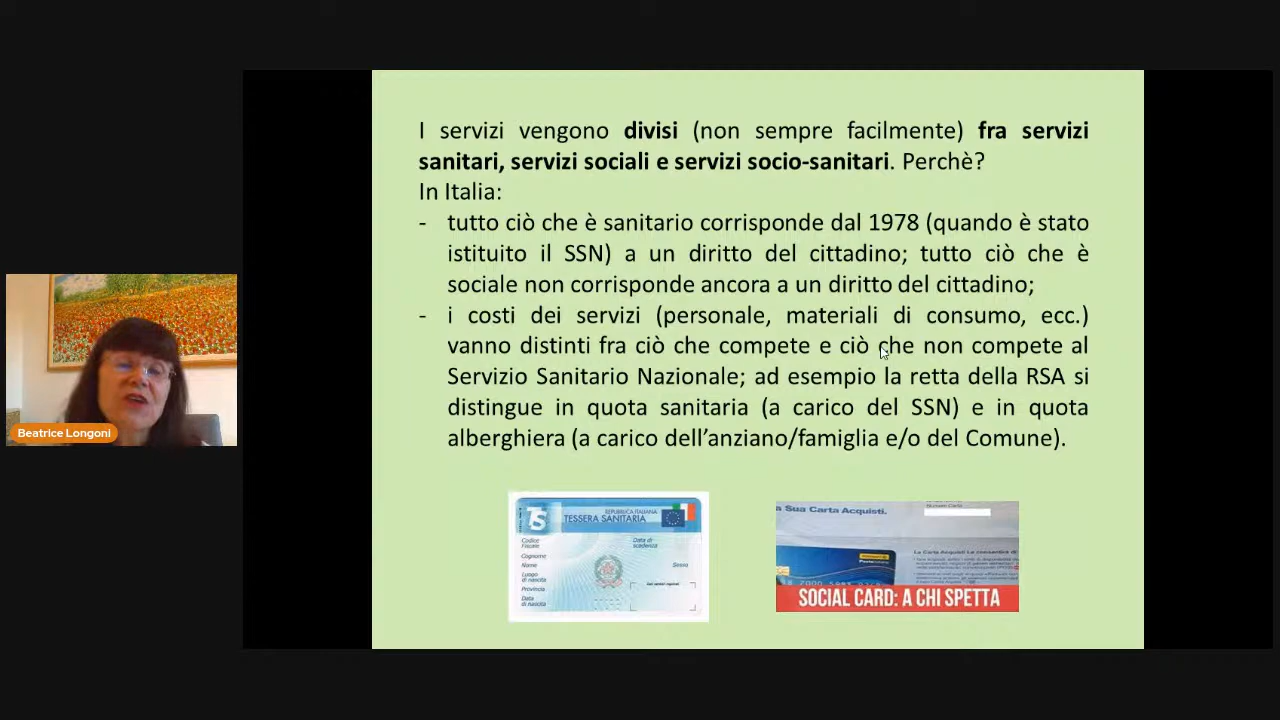 I servizi vengono divisi (non sempre facilmente) fra servizi
sanitari, servizi sociali e servizi socio-sanitari. Perchè?
In Italia:
- tutto ciò che è sanitario corrisponde dal 1978 (quando è stato
istituito il SSN) a un diritto del cittadino; tutto ciò che è
sociale non corrisponde ancora a un diritto del cittadino;
- i costi dei servizi (personale, materiali di consumo, ecc.)
vanno distinti fra ciò che compete e ciò che non compete al
Servizio Sanitario Nazionale; ad esempio la retta della RSA si
distingue in quota sanitaria (a carico del SSN) e in quota
alberghiera (a carico dell’anziano/famiglia e/o del Comune).
Beatrice Longoni
TS
REPUBBLICA ITALIANA
TESSERA SANITARIA
Codice
Fiscale
Data di
scadenza
Cognome
Nome
Sesso
Luogo
di nascita
Provincia
Data
di nascita
a Sua Carta Acquisti.
La Carta Acquisti La consentirà di
SOCIAL CARD: A CHI SPETTA